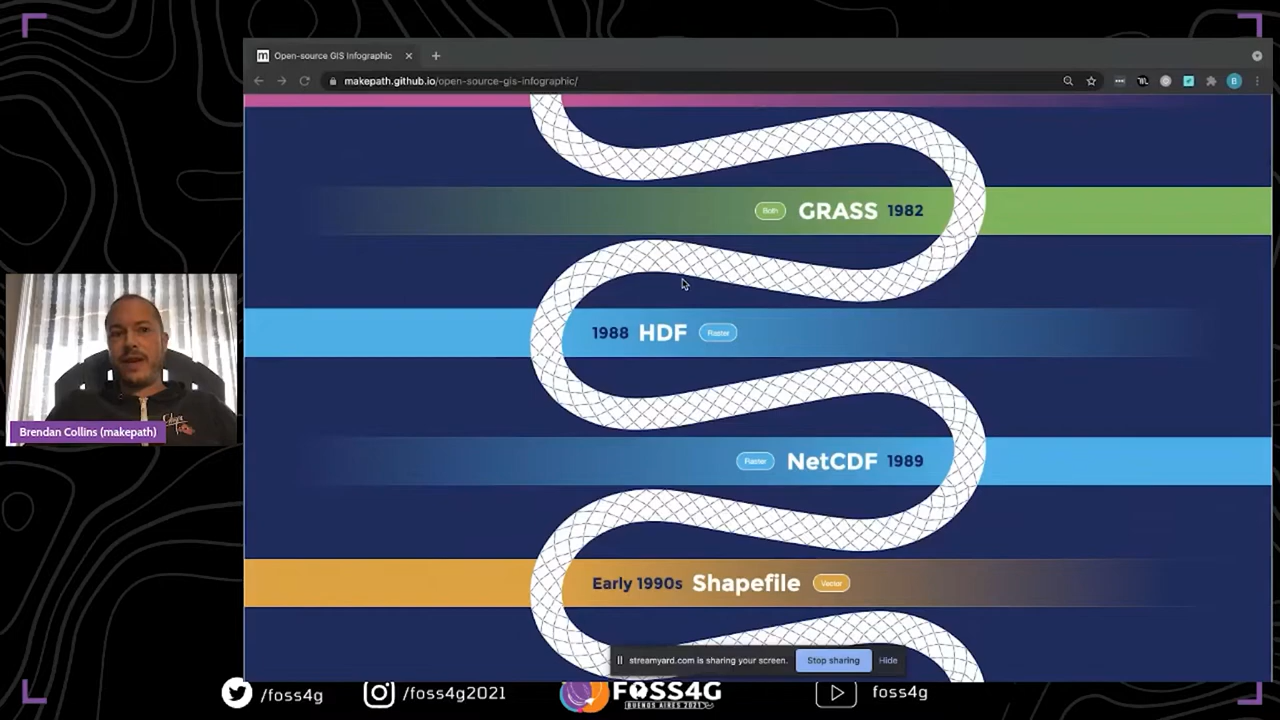 Open-source GIS Infographic
makepath.github.io/open-source-gis-infographic/
Both GRASS 1982
1988 HDF Raster
Raster NetCDF 1989
Early 1990s Shapefile Vector
Brendan Collins (makepath)
streamyard.com is sharing your screen. Stop sharing Hide
/foss4g
/foss4g2021
FOSS4G
BUENOS AIRES 2021
foss4g